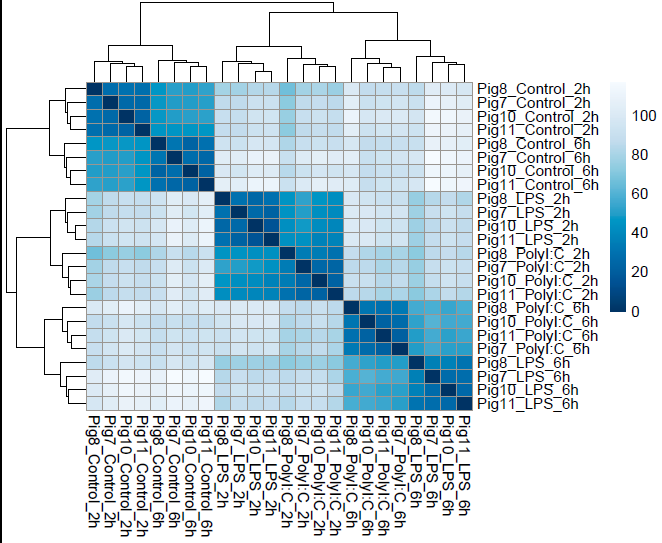 Pig8_Control_2h
Pig7_Control_2h
Pig10_Control_2h
Pig11_Control_2h
Pig8_Control_6h
Pig7_Control_6h
Pig10_Control_6h
Pig11_Control_6h
Pig8_LPS_2h
Pig7_LPS_2h
Pig10_LPS_2h
Pig11_LPS_2h
Pig8_PolyI:C_2h
Pig7_PolyI:C_2h
Pig10_PolyI:C_2h
Pig11_PolyI:C_2h
Pig8_PolyI:C_6h
Pig10_PolyI:C_6h
Pig11_PolyI:C_6h
Pig7_PolyI:C_6h
Pig8_LPS_6h
Pig7_LPS_6h
Pig10_LPS_6h
Pig11_LPS_6h
100
80
60
40
20
0
Pig8_Control_2h
Pig7_Control_2h
Pig10_Control_2h
Pig11_Control_2h
Pig8_Control_6h
Pig7_Control_6h
Pig10_Control_6h
Pig11_Control_6h
Pig8_LPS_2h
Pig7_LPS_2h
Pig10_LPS_2h
Pig11_LPS_2h
Pig8_PolyI:C_2h
Pig7_PolyI:C_2h
Pig10_PolyI:C_2h
Pig11_PolyI:C_2h
Pig8_PolyI:C_6h
Pig10_PolyI:C_6h
Pig11_PolyI:C_6h
Pig7_PolyI:C_6h
Pig8_LPS_6h
Pig7_LPS_6h
Pig10_LPS_6h
Pig11_LPS_6h